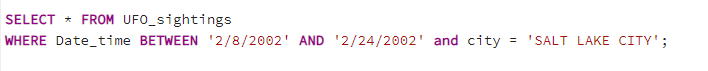 SELECT * FROM UFO_sightings
WHERE Date_time BETWEEN '2/8/2002' AND '2/24/2002' and city = 'SALT LAKE CITY';